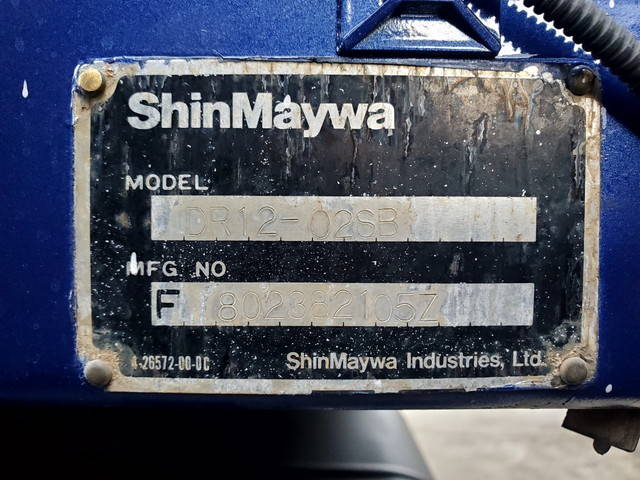 ShinMaywa
MODEL
DR12-02SB
MFG NO
F 802382105Z
4-26572-00-0C
ShinMaywa Industries, Ltd.